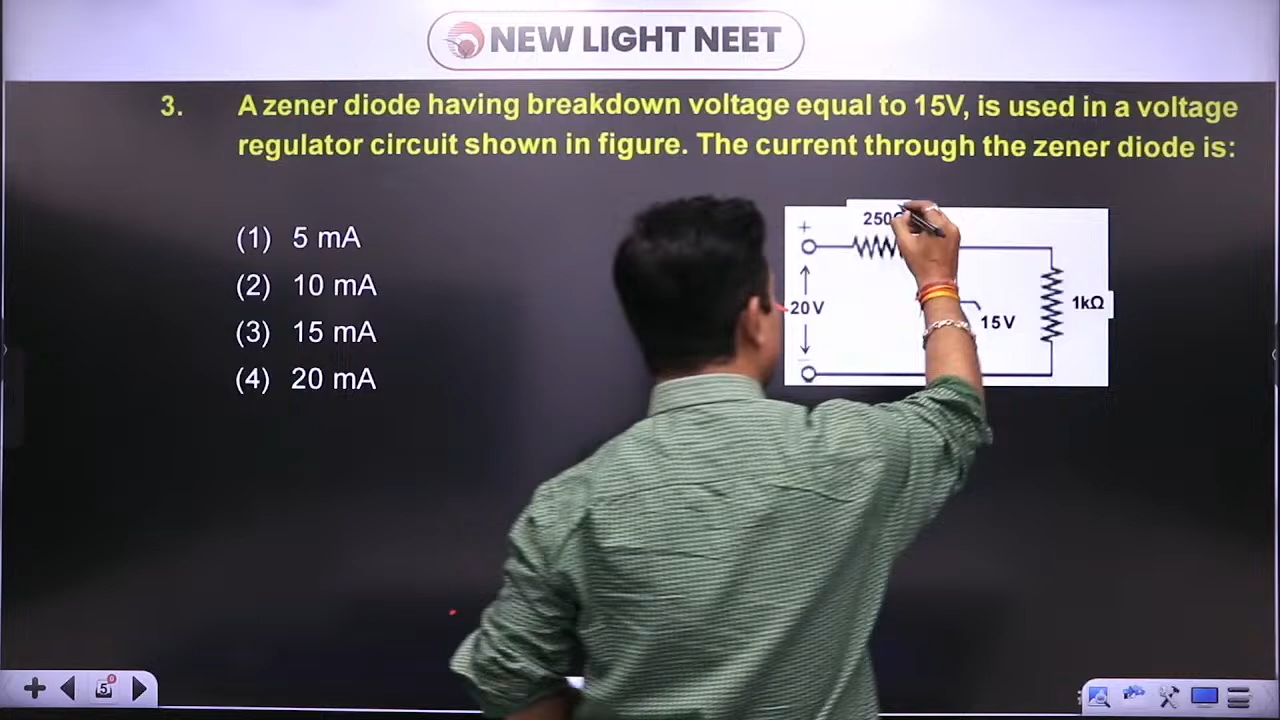 NEW LIGHT NEET
3. A zener diode having breakdown voltage equal to 15V, is used in a voltage
regulator circuit shown in figure. The current through the zener diode is:
(1) 5 mA
(2) 10 mA
(3) 15 mA
(4) 20 mA
250Ω
+
20 V
15V
1kΩ
–
5